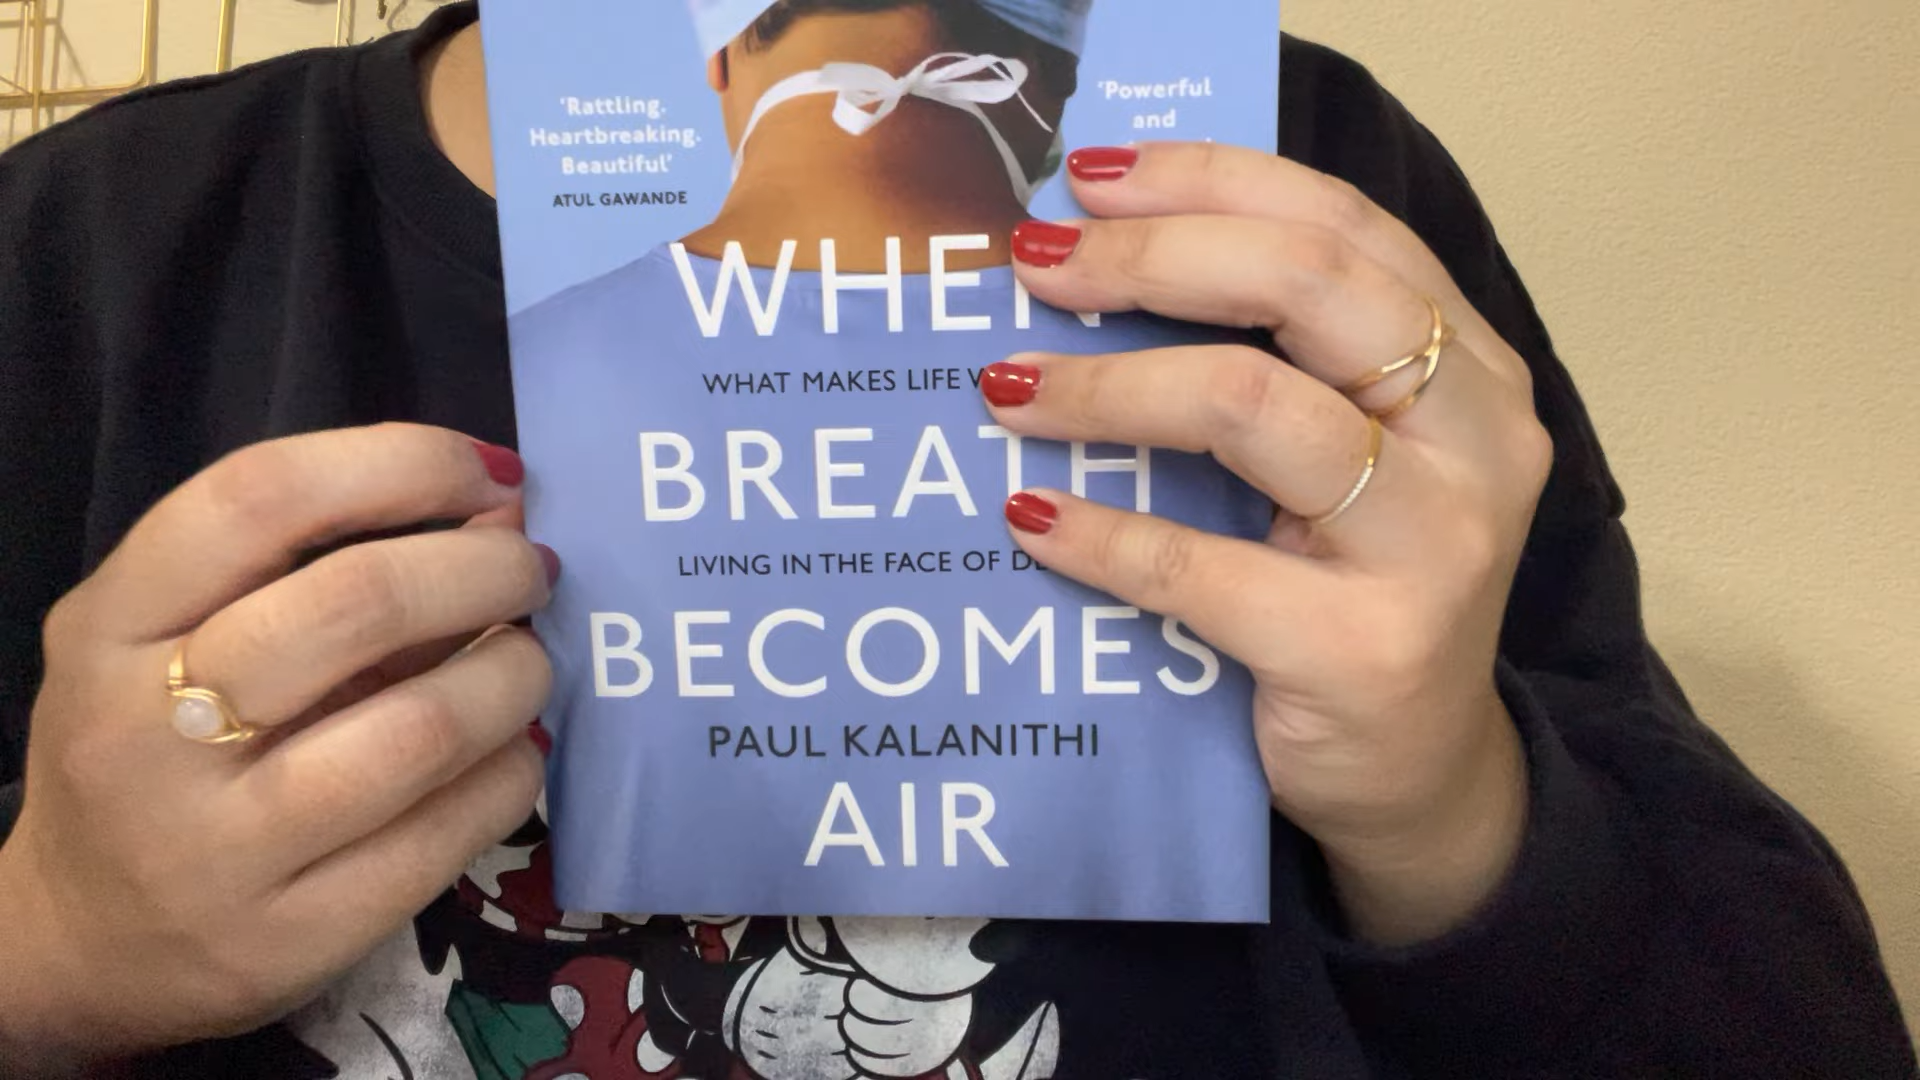 'Rattling.
Heartbreaking.
Beautiful'
ATUL GAWANDE
'Powerful
and
WHEN
WHAT MAKES LIFE
BREATH
LIVING IN THE FACE OF
BECOMES
PAUL KALANITHI
AIR